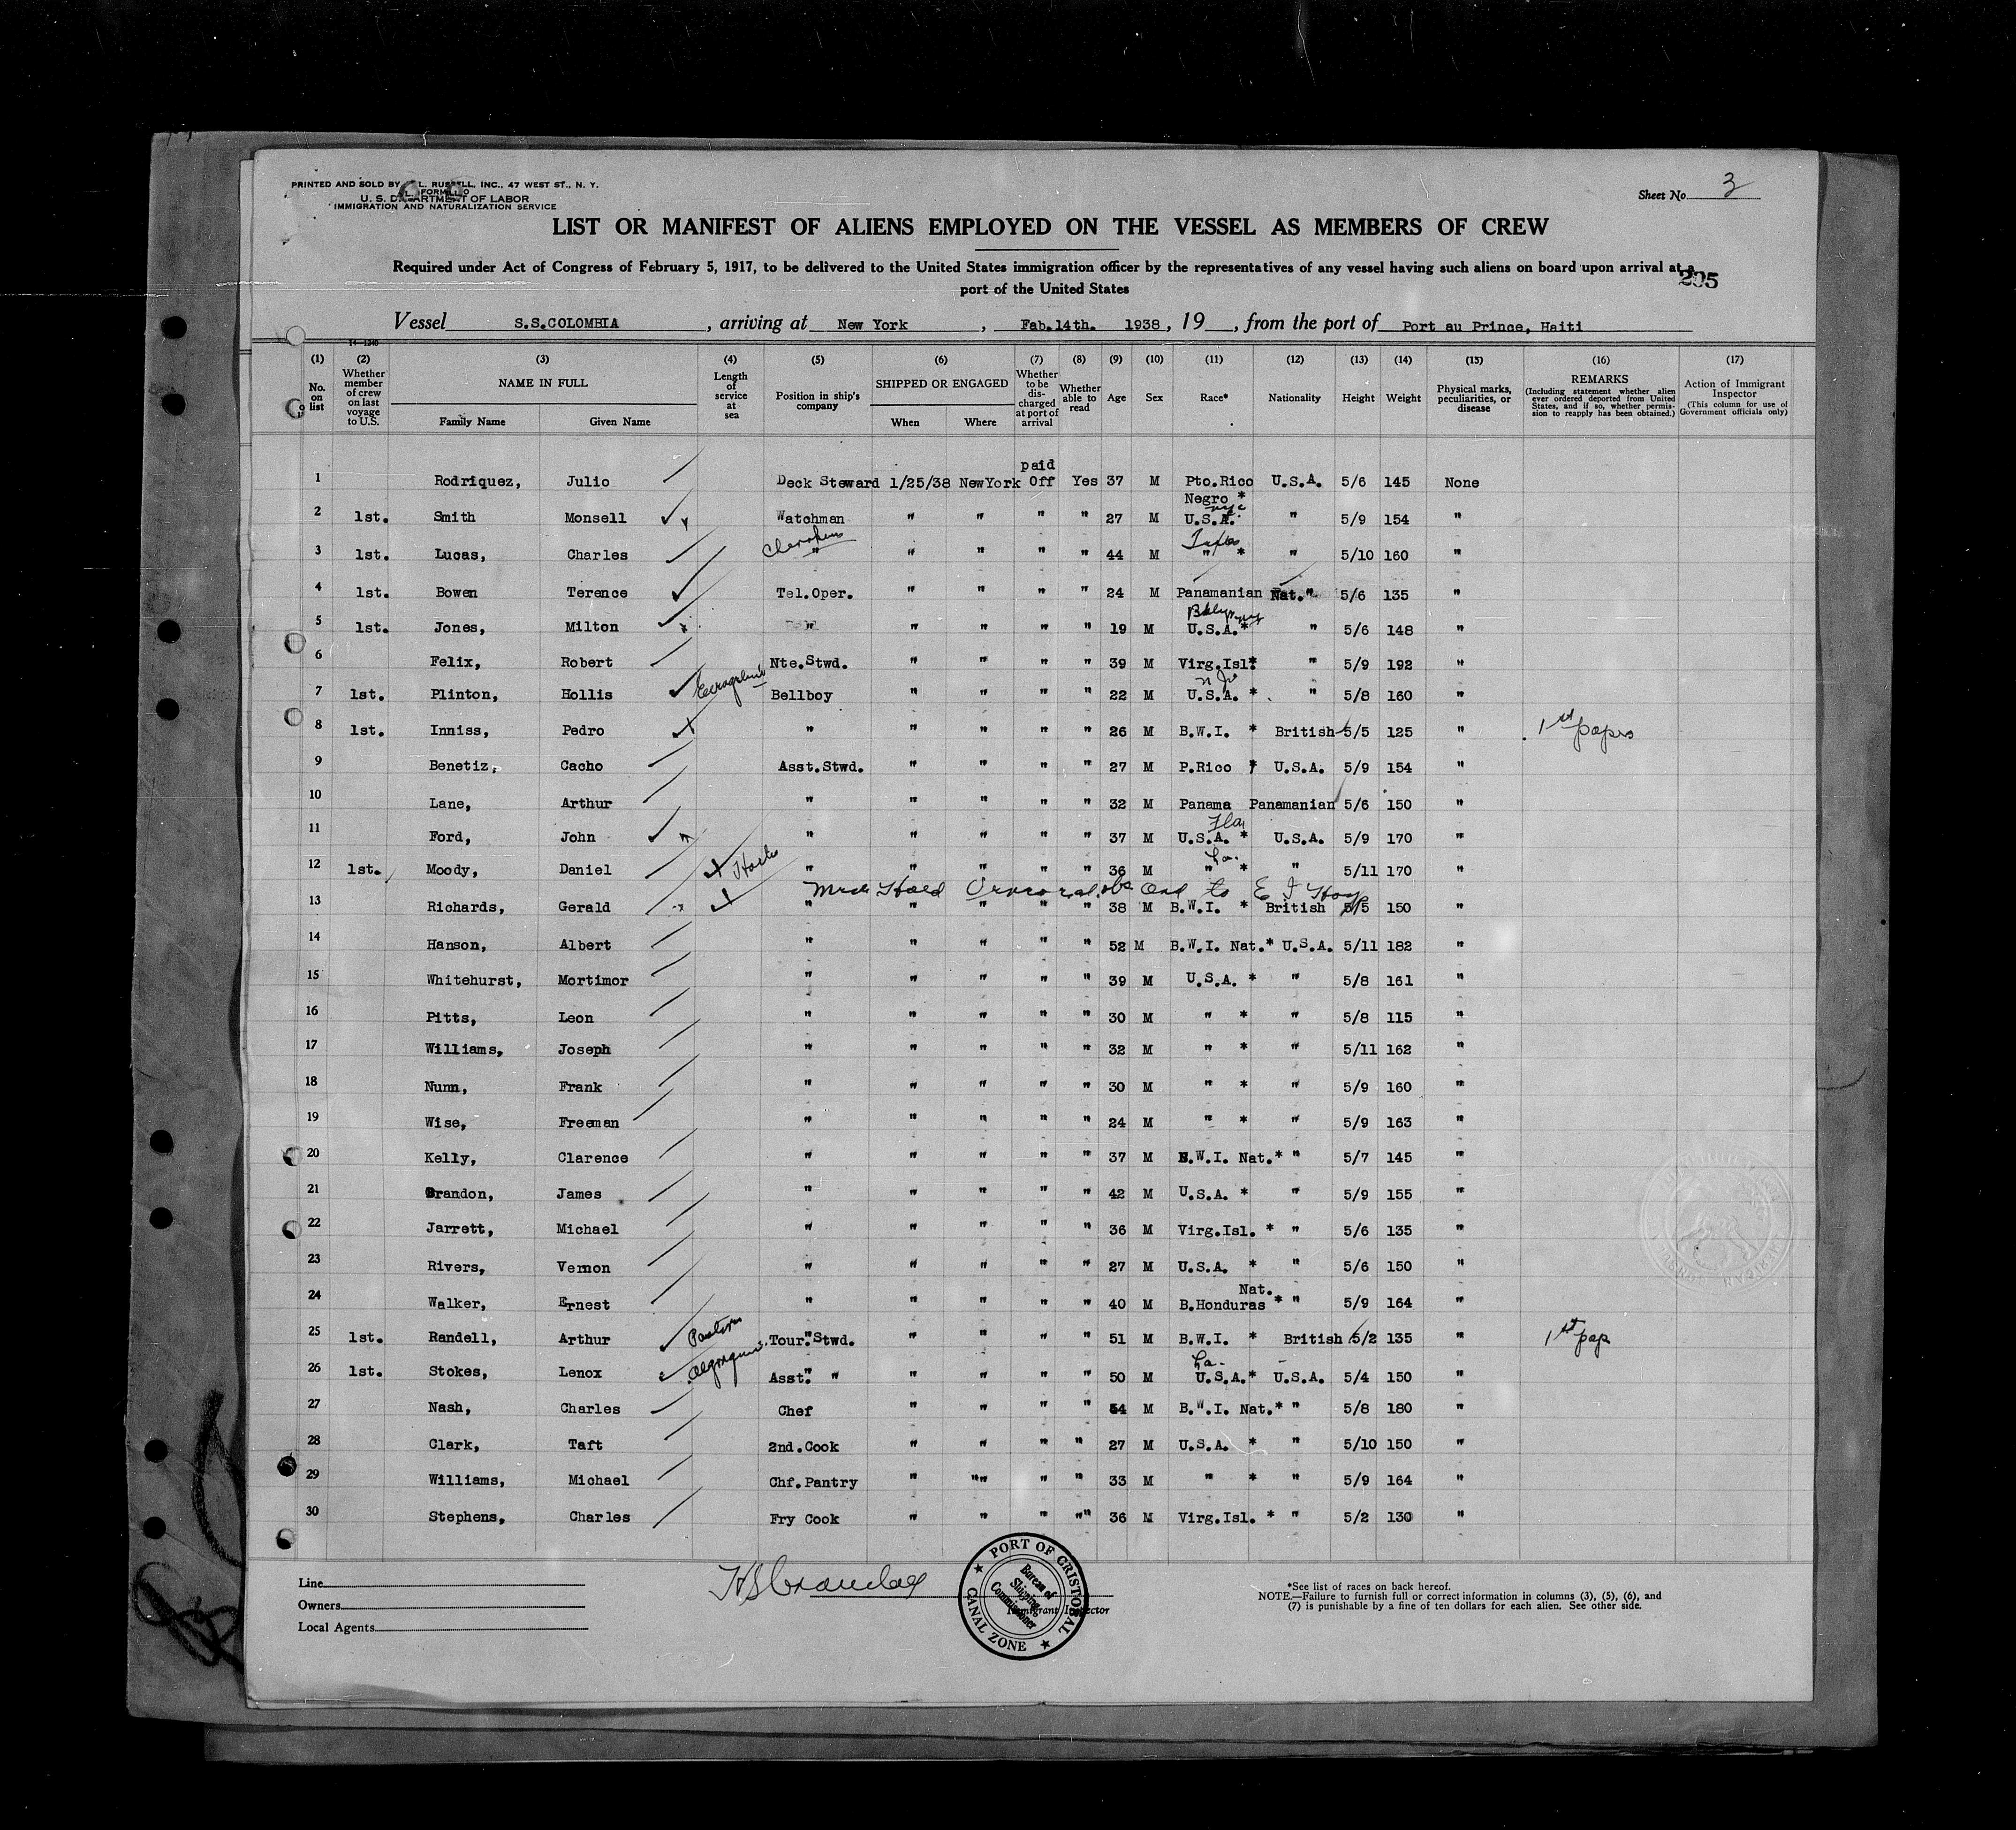 PRINTED AND SOLD BY L. RUSSELL, INC., 47 WEST ST., N. Y.
U. S. DEPARTMENT OF LABOR
IMMIGRATION AND NATURALIZATION SERVICE
Sheet No. 3
LIST OR MANIFEST OF ALIENS EMPLOYED ON THE VESSEL AS MEMBERS OF CREW
Required under Act of Congress of February 5, 1917, to be delivered to the United States immigration officer by the representatives of any vessel having such aliens on board upon arrival at a
port of the United States
295
Vessel S.S.COLOMBIA, arriving at New York, Fab.14th. 1938, 19 , from the port of Port au Prince, Haiti
(1) (2) (3) (4) (5) (6) (7) (8) (9) (10) (11) (12) (13) (14) (15) (16) (17)
No. on list
Whether member of crew on last voyage to U.S.
NAME IN FULL
Family Name Given Name
Length of service at sea
Position in ship's company
SHIPPED OR ENGAGED
When Where
Whether to be discharged at port of arrival
Whether able to read
Age
Sex
Race*
Nationality
Height
Weight
Physical marks, peculiarities, or disease
REMARKS
(Including statement whether alien ever ordered deported from United States, and if so, whether permission to reapply has been obtained.)
Action of Immigrant Inspector
(This column for use of Government officials only)
1 Rodriquez, Julio Deck Steward 1/25/38 NewYork paid Off Yes 37 M Pto.Rico U.S.A. 5/6 145 None
2 1st. Smith Monsell Watchman " " " " 27 M Negro * U.S.A. " 5/9 154 "
3 1st. Lucas, Charles " " " " " 44 M " * " 5/10 160 "
4 1st. Bowen Terence Tel.Oper. " " " " 24 M Panamanian Nat." 5/6 135 "
5 1st. Jones, Milton " " " " " 19 M U.S.A.* " 5/6 148 "
6 Felix, Robert Nte.Stwd. " " " " 39 M Virg.Isl* " 5/9 192 "
7 1st. Plinton, Hollis Bellboy " " " " 22 M U.S.A. * " 5/8 160 "
8 1st. Inniss, Pedro " " " " " 26 M B.W.I. * British 5/5 125 " 1st papers
9 Benetiz, Cacho Asst.Stwd. " " " " 27 M P.Rico * U.S.A. 5/9 154 "
10 Lane, Arthur " " " " " 32 M Panama Panamanian 5/6 150 "
11 Ford, John " " " " " 37 M Fla U.S.A. * U.S.A. 5/9 170 "
12 1st. Moody, Daniel " " " " " 36 M La. " * " 5/11 170 "
13 Richards, Gerald " " " " " 38 M B.W.I. * British 5/5 150 "
14 Hanson, Albert " " " " " 52 M B.W.I. Nat.* U.S.A. 5/11 182 "
15 Whitehurst, Mortimor " " " " " 39 M U.S.A. * " 5/8 161 "
16 Pitts, Leon " " " " " 30 M " * " 5/8 115 "
17 Williams, Joseph " " " " " 32 M " * " 5/11 162 "
18 Nunn, Frank " " " " " 30 M " * " 5/9 160 "
19 Wise, Freeman " " " " " 24 M " * " 5/9 163 "
20 Kelly, Clarence " " " " " 37 M B.W.I. Nat.* " 5/7 145 "
21 Brandon, James " " " " " 42 M U.S.A. * " 5/9 155 "
22 Jarrett, Michael " " " " " 36 M Virg.Isl. * " 5/6 135 "
23 Rivers, Vernon " " " " " 27 M U.S.A. * " 5/6 150 "
24 Walker, Ernest " " " " " 40 M B.Honduras Nat. * " 5/9 164 "
25 1st. Randell, Arthur Tour.Stwd. " " " " 51 M B.W.I. * British 5/2 135 " 1st pap
26 1st. Stokes, Lenox Asst. " " " " " 50 M La. U.S.A.* U.S.A. 5/4 150 "
27 Nash, Charles Chef " " " " 54 M B.W.I. Nat.* " 5/8 180 "
28 Clark, Taft 2nd.Cook " " " " 27 M U.S.A. * " 5/10 150 "
29 Williams, Michael Chf.Pantry " "" " " 33 M " * " 5/9 164 "
30 Stephens, Charles Fry Cook " " " "" 36 M Virg.Isl. * " 5/2 130 "
Line
Owners
Local Agents
Immigrant Inspector
PORT OF CRISTOBAL
CANAL ZONE
Bureau of Shipping Commissioner
*See list of races on back hereof.
NOTE.—Failure to furnish full or correct information in columns (3), (5), (6), and
(7) is punishable by a fine of ten dollars for each alien. See other side.